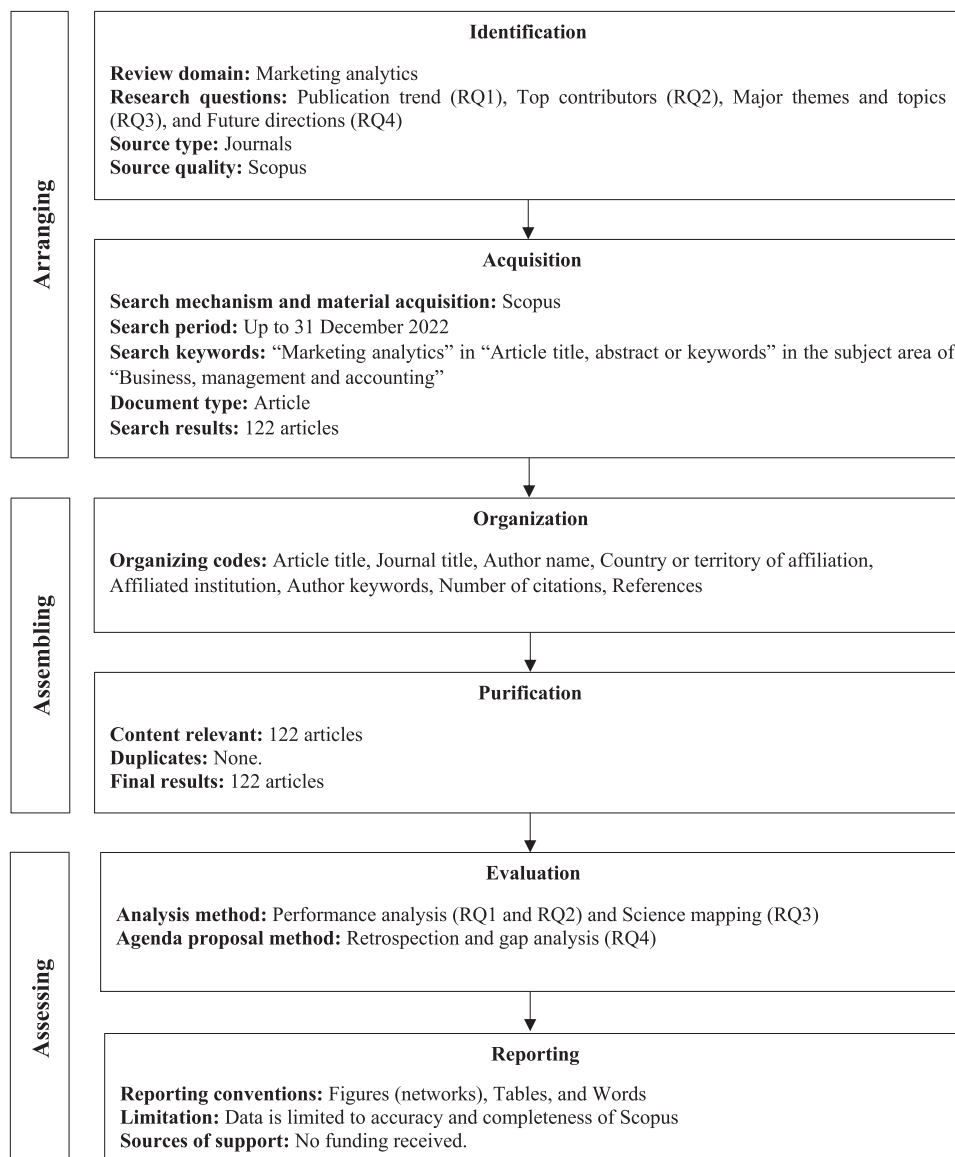 Arranging
Identification
Review domain: Marketing analytics
Research questions: Publication trend (RQ1), Top contributors (RQ2), Major themes and topics
(RQ3), and Future directions (RQ4)
Source type: Journals
Source quality: Scopus
Acquisition
Search mechanism and material acquisition: Scopus
Search period: Up to 31 December 2022
Search keywords: “Marketing analytics” in “Article title, abstract or keywords” in the subject area of
“Business, management and accounting”
Document type: Article
Search results: 122 articles
Assembling
Organization
Organizing codes: Article title, Journal title, Author name, Country or territory of affiliation,
Affiliated institution, Author keywords, Number of citations, References
Purification
Content relevant: 122 articles
Duplicates: None.
Final results: 122 articles
Assessing
Evaluation
Analysis method: Performance analysis (RQ1 and RQ2) and Science mapping (RQ3)
Agenda proposal method: Retrospection and gap analysis (RQ4)
Reporting
Reporting conventions: Figures (networks), Tables, and Words
Limitation: Data is limited to accuracy and completeness of Scopus
Sources of support: No funding received.